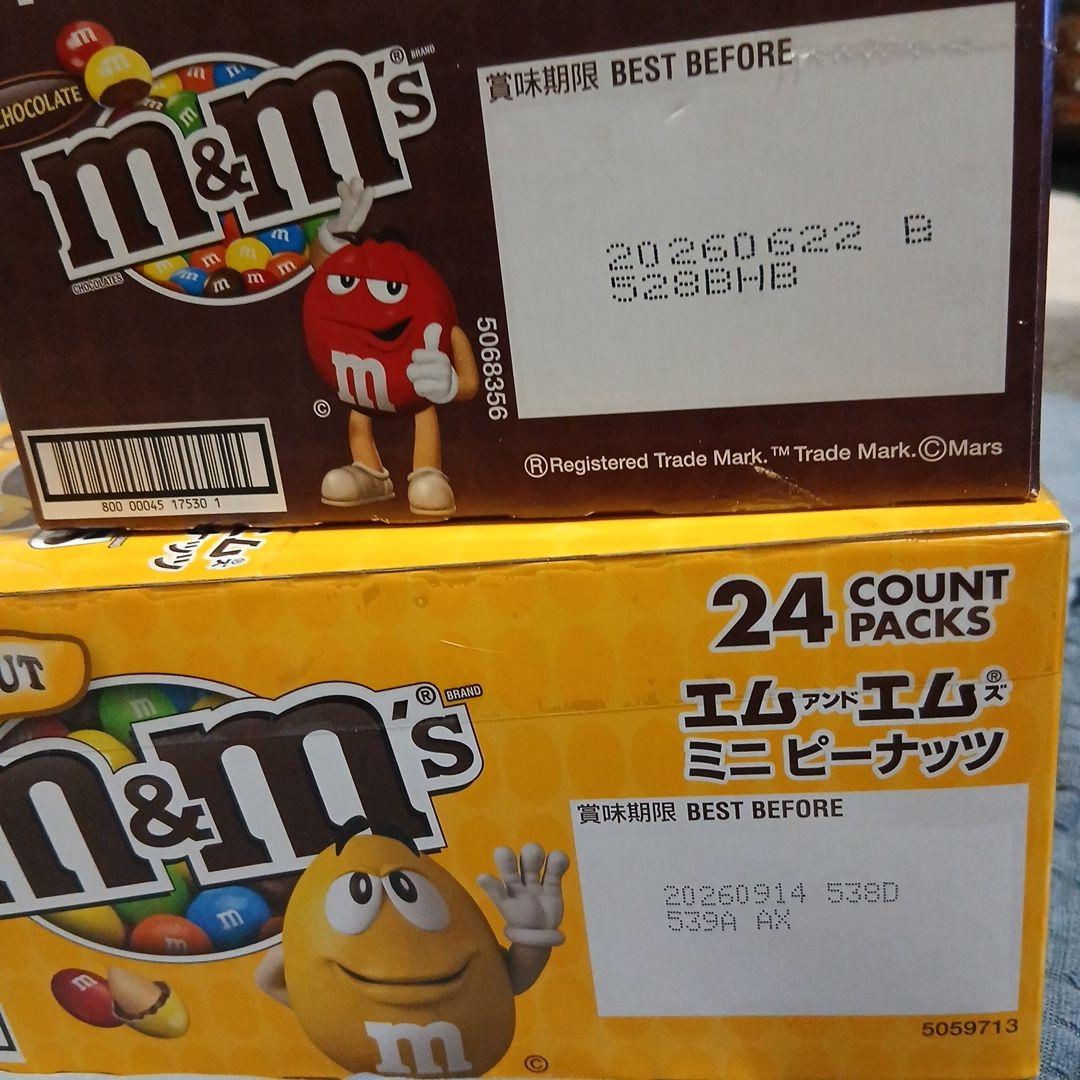 CHOCOLATE
m&m's® BRAND
CHOCOLATES
賞味期限 BEST BEFORE
20260622 B
528BHB
5068356
©
800 00045 17530 1
®Registered Trade Mark.™ Trade Mark.©Mars
24 COUNT PACKS
エムアンドエムズ®
ミニ ピーナッツ
UT
m&m's® BRAND
賞味期限 BEST BEFORE
20260914 538D
539A AX
m
©
5059713